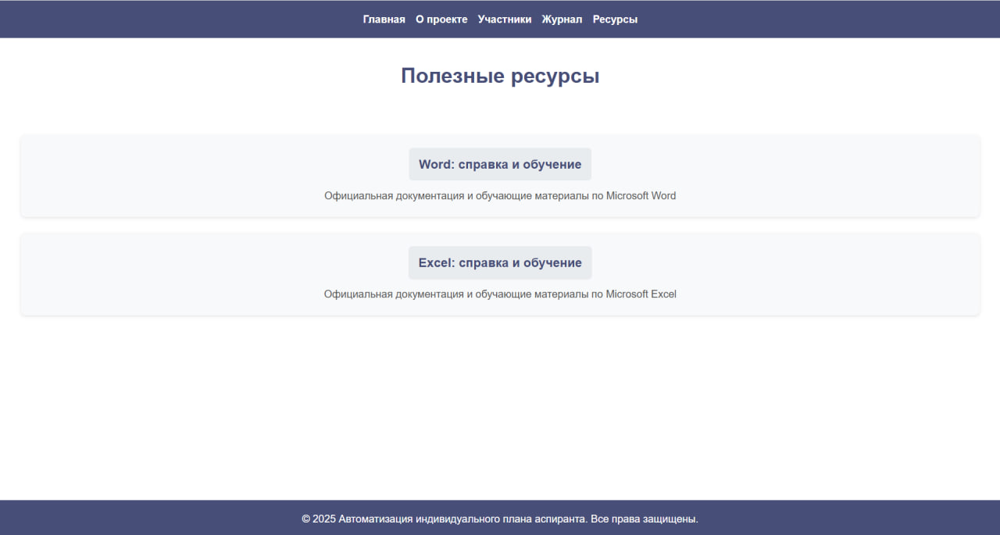 Главная О проекте Участники Журнал Ресурсы
Полезные ресурсы
Word: справка и обучение
Официальная документация и обучающие материалы по Microsoft Word
Excel: справка и обучение
Официальная документация и обучающие материалы по Microsoft Excel
© 2025 Автоматизация индивидуального плана аспиранта. Все права защищены.